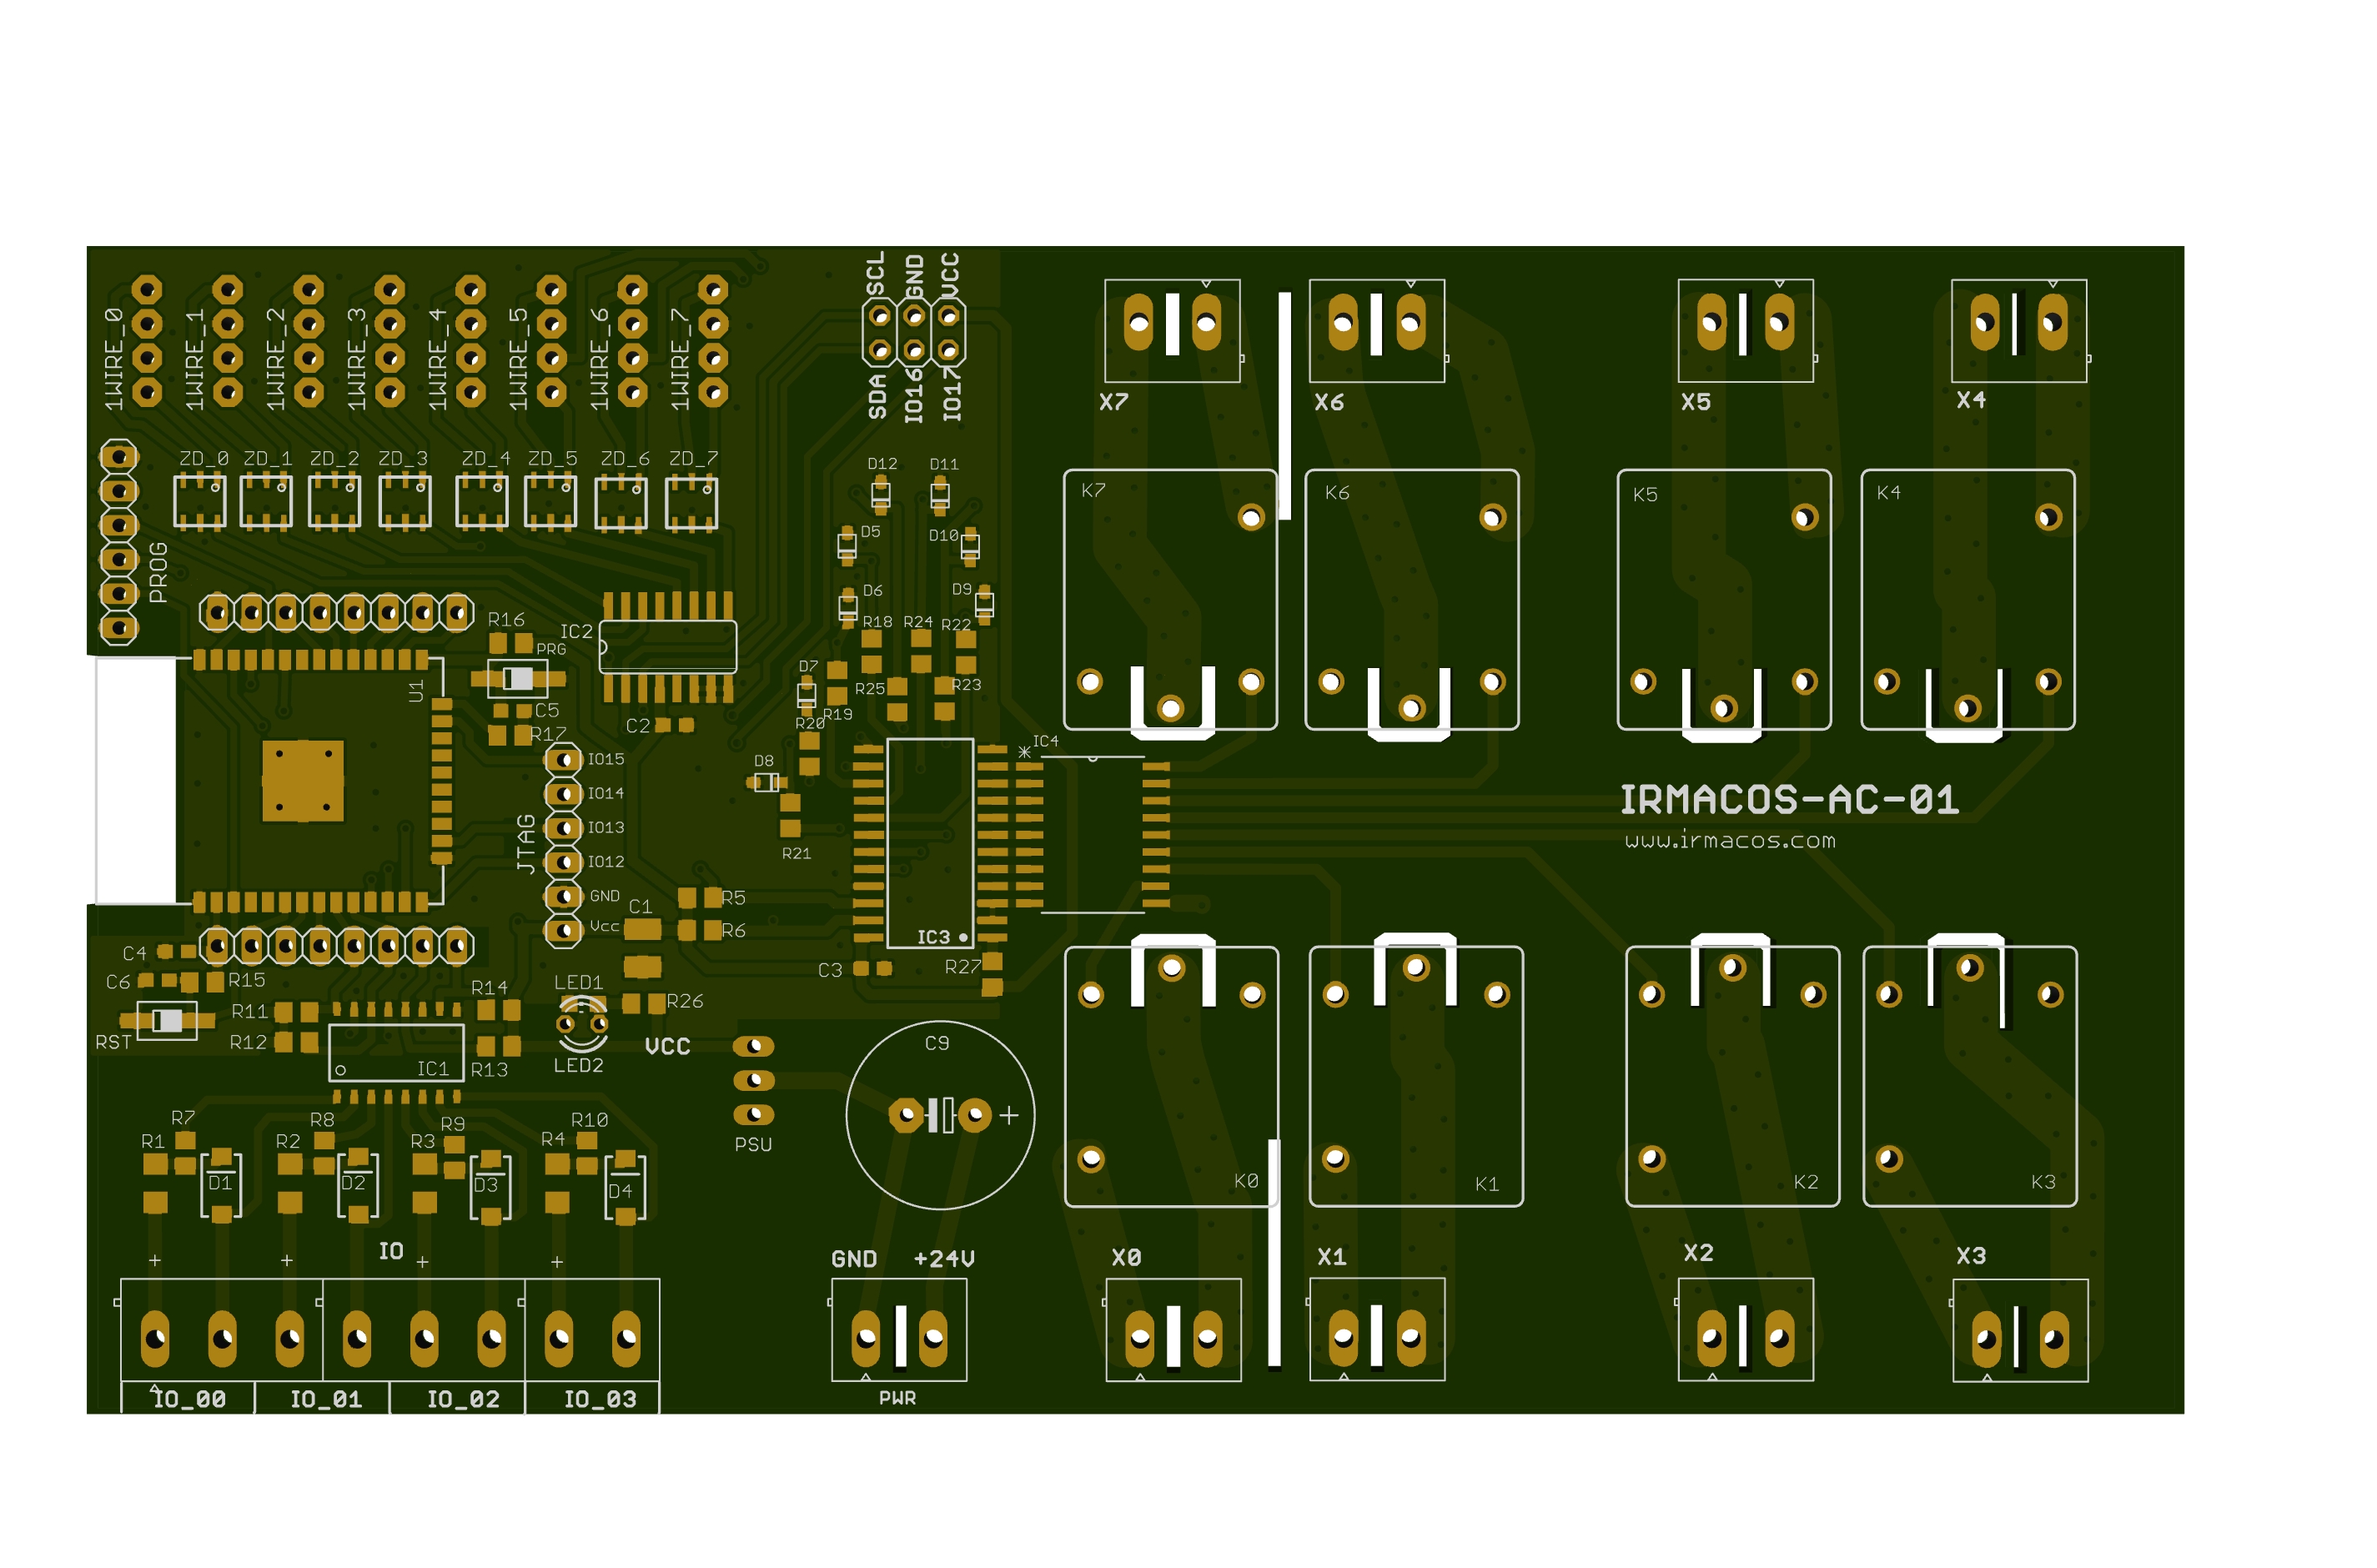 SCL GND VCC
1WIRE_0 1WIRE_1 1WIRE_2 1WIRE_3 1WIRE_4 1WIRE_5 1WIRE_6 1WIRE_7
SDA IO16 IO17
X7 X6 X5 X4
ZD_0 ZD_1 ZD_2 ZD_3 ZD_4 ZD_5 ZD_6 ZD_7
D12 D11
K7 K6 K5 K4
D5 D10
PROG
D6 D9
R16 IC2 R18 R24 R22
PRG
D7
U1 R25 R23
C5 R19
C2 R20
R17
IC4
IO15 D8
IO14
IRMACOS-AC-01
JTAG
IO13
www.irmacos.com
R21
IO12
GND R5
C1
Vcc R6
IC3
C4
C3 R27
C6 R15 LED1
R14
R26
R11
RST R12 VCC C9
IC1 R13 LED2
R7 R8 R9 R10
R1 R2 R3 R4 PSU
D1 D2 D3 D4
K0 K1 K2 K3
+ + IO + +
+
GND +24V X0 X1 X2 X3
IO_00 IO_01 IO_02 IO_03 PWR